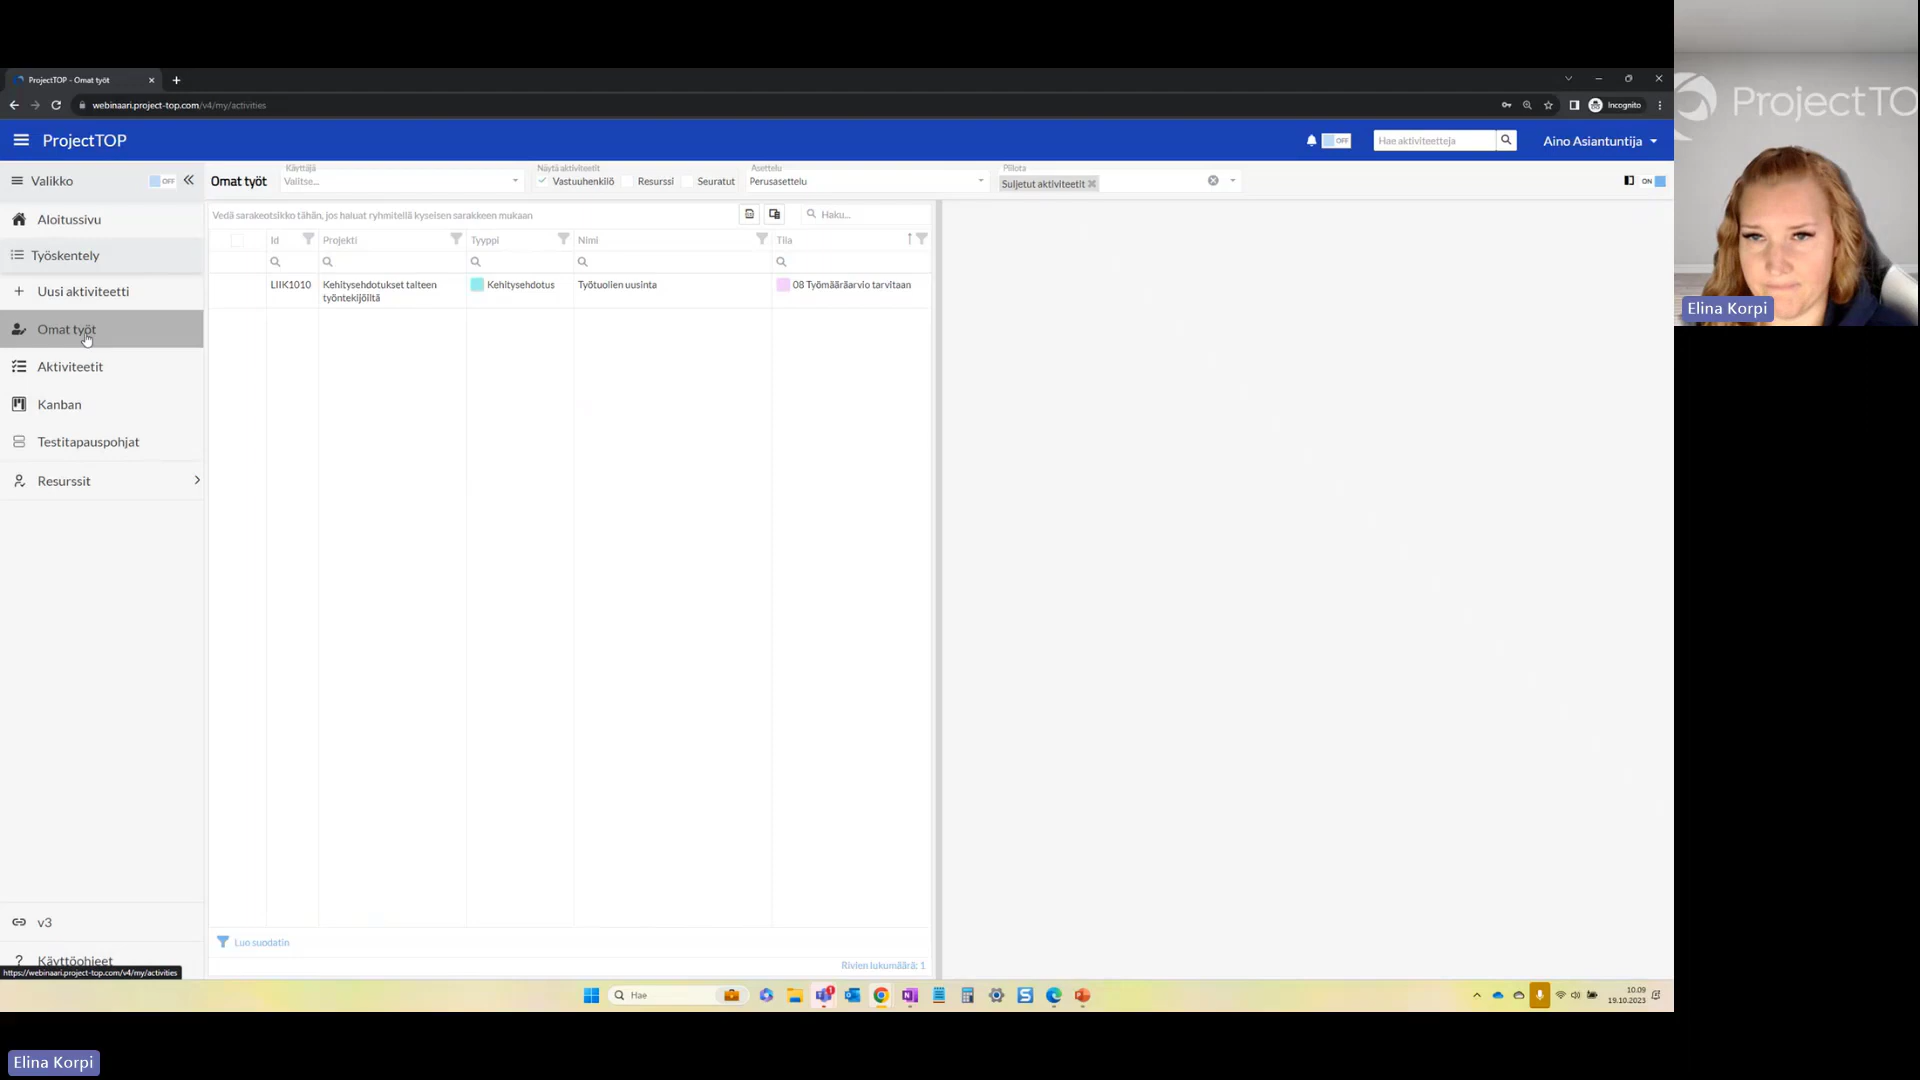 ProjectTOP - Omat työt
webinaari.project-top.com/v4/my/activities
Incognito
ProjectTOP
OFF
Hae aktiviteetteja
Aino Asiantuntija
Valikko
OFF
Omat työt
Käyttäjä
Valitse...
Näytä aktiviteetit
Vastuuhenkilö
Resurssi
Seuratut
Asettelu
Perusasettelu
Piilota
Suljetut aktiviteetit
ON
Aloitussivu
Työskentely
Uusi aktiviteetti
Omat työt
Aktiviteetit
Kanban
Testitapauspohjat
Resurssit
v3
Käyttöohjeet
https://webinaari.project-top.com/v4/my/activities
Vedä sarakeotsikko tähän, jos haluat ryhmitellä kyseisen sarakkeen mukaan
Haku...
Id
Projekti
Tyyppi
Nimi
Tila
LIIK1010
Kehitysehdotukset talteen
työntekijöiltä
Kehitysehdotus
Työtuolien uusinta
08 Työmääräarvio tarvitaan
Luo suodatin
Rivien lukumäärä: 1
Hae
1
10.09
19.10.2023
ProjectTO
Elina Korpi
Elina Korpi